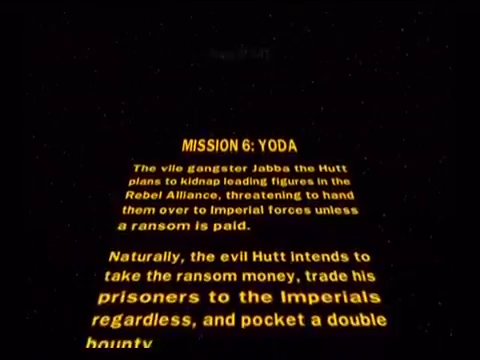 MISSION 6: YODA
The vile gangster Jabba the Hutt
plans to kidnap leading figures in the
Rebel Alliance, threatening to hand
them over to Imperial forces unless
a ransom is paid.
Naturally, the evil Hutt intends to
take the ransom money, trade his
prisoners to the Imperials
regardless, and pocket a double
bounty